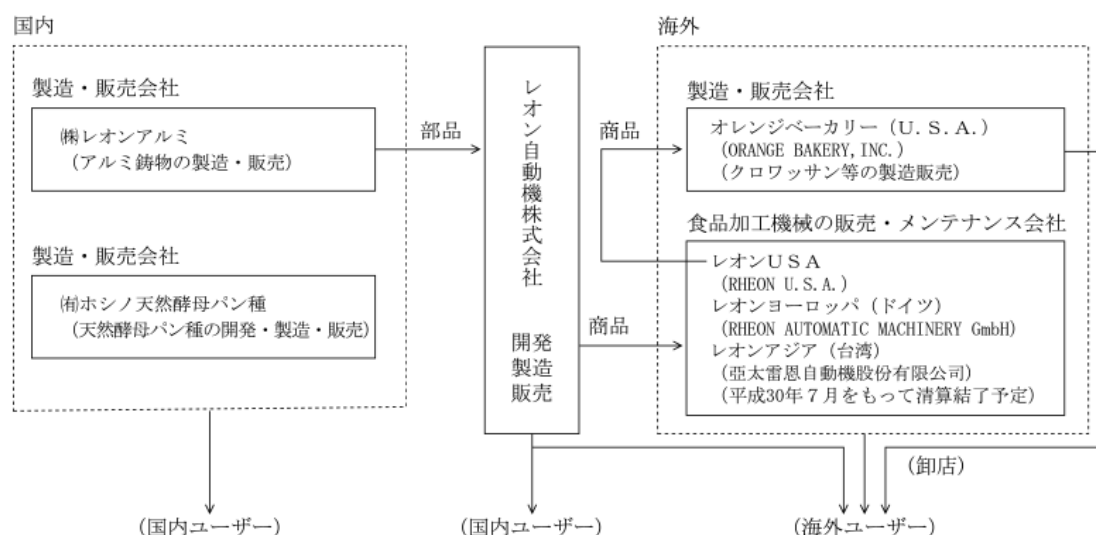 国内
製造・販売会社
㈱レオンアルミ
(アルミ鋳物の製造・販売)
部品
製造・販売会社
㈲ホシノ天然酵母パン種
(天然酵母パン種の開発・製造・販売)
(国内ユーザー)
レオン自動機株式会社
開発
製造
販売
(国内ユーザー)
商品
商品
海外
製造・販売会社
オレンジベーカリー(U.S.A.)
(ORANGE BAKERY,INC.)
(クロワッサン等の製造販売)
食品加工機械の販売・メンテナンス会社
レオンUSA
(RHEON U.S.A.)
レオンヨーロッパ(ドイツ)
(RHEON AUTOMATIC MACHINERY GmbH)
レオンアジア(台湾)
(亞太雷恩自動機股份有限公司)
(平成30年7月をもって清算結了予定)
(卸店)
(海外ユーザー)